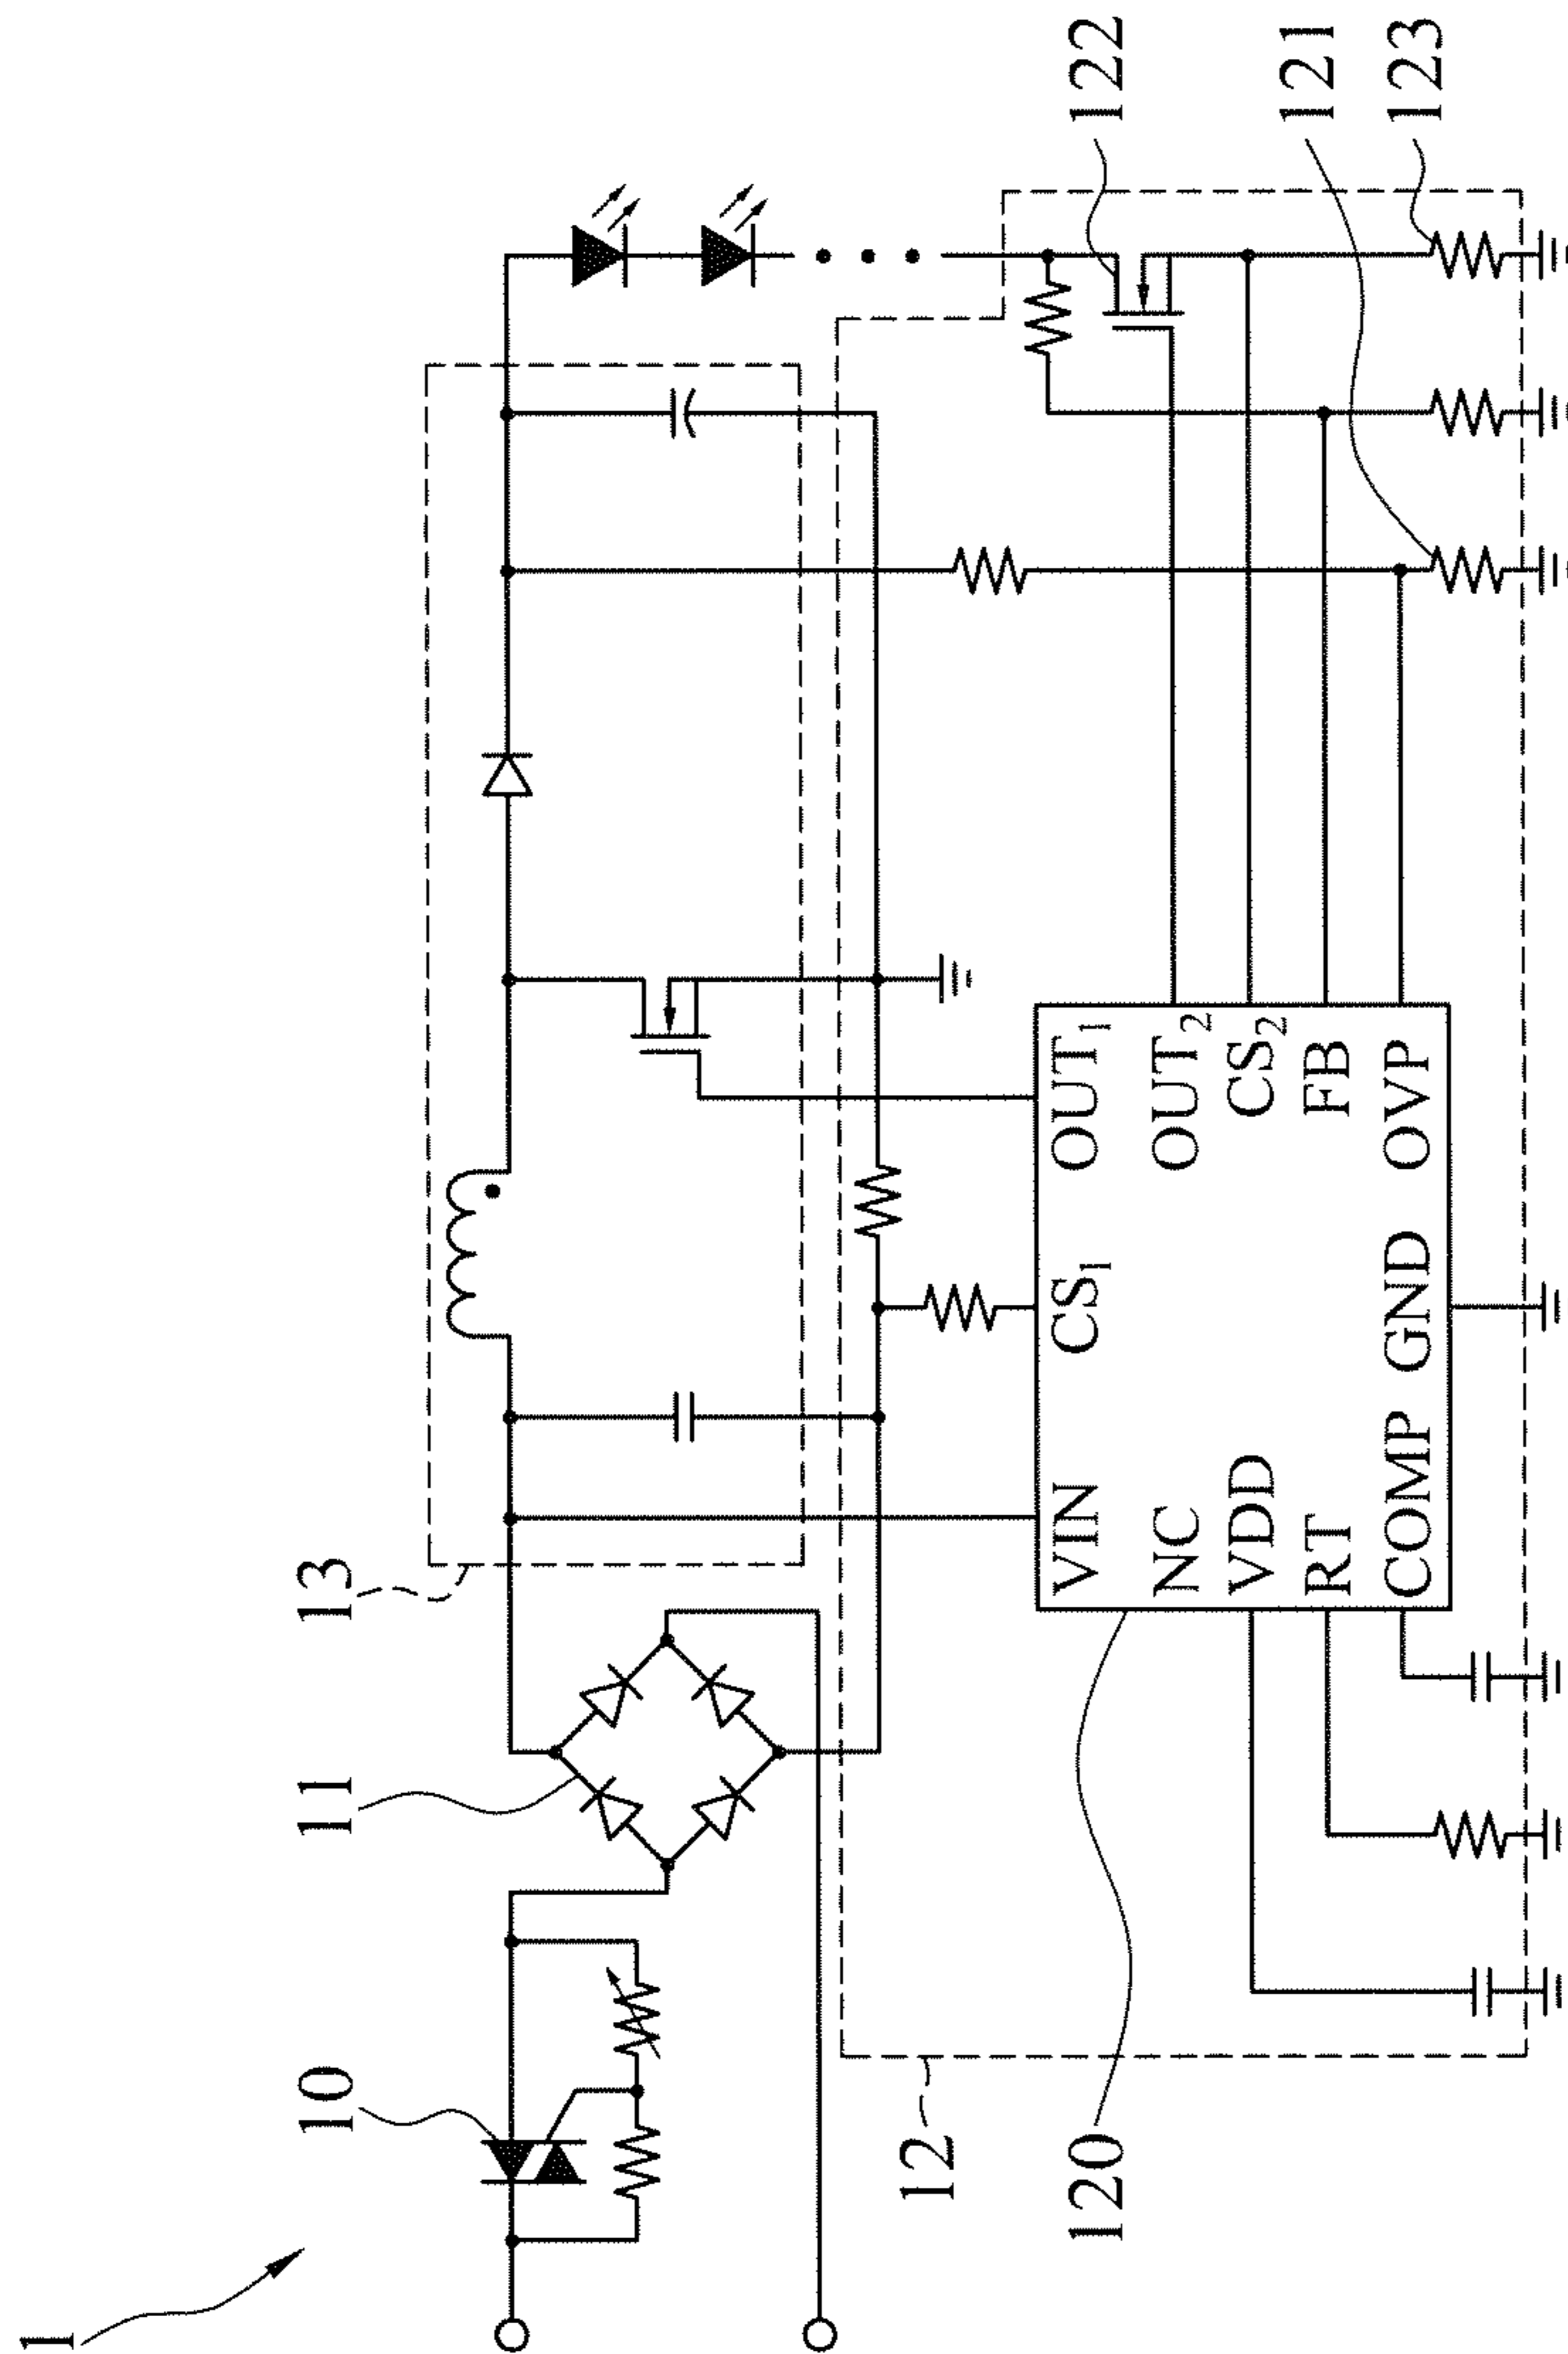 1
10
11
13
12
120
VIN
CS₁
OUT₁
NC
OUT₂
VDD
CS₂
RT
FB
COMP
GND
OVP
122
121
123